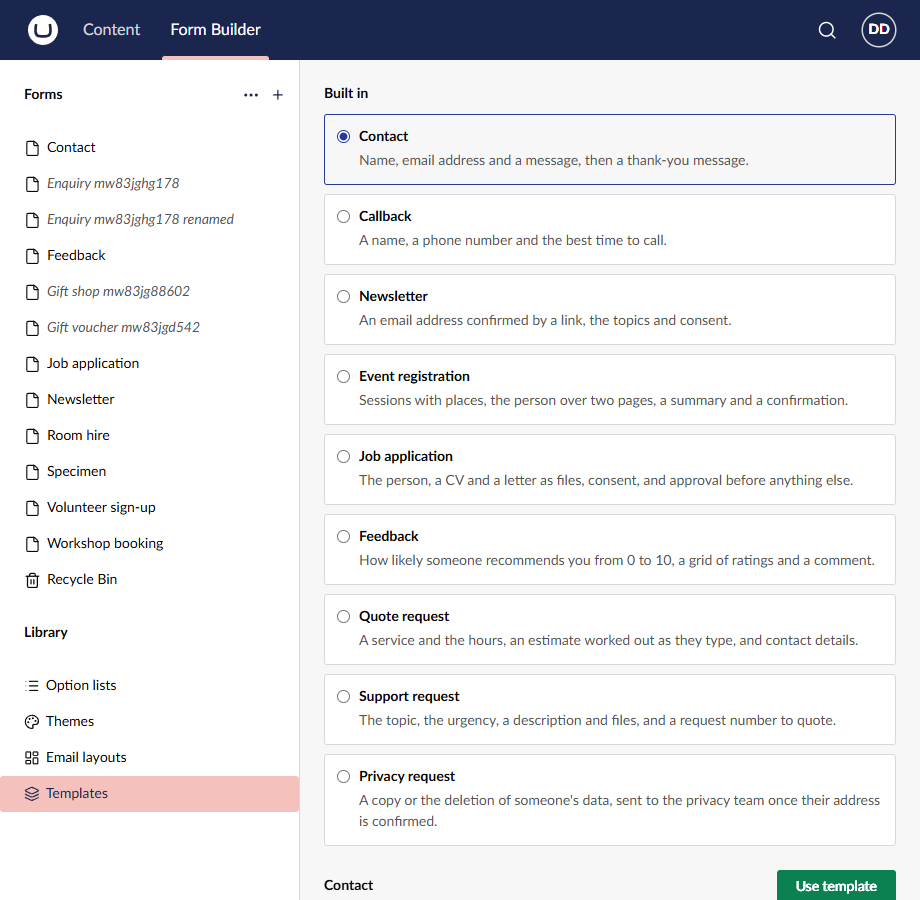 Content
Form Builder
DD
Forms
Contact
Enquiry mw83jghg178
Enquiry mw83jghg178 renamed
Feedback
Gift shop mw83jg88602
Gift voucher mw83jgd542
Job application
Newsletter
Room hire
Specimen
Volunteer sign-up
Workshop booking
Recycle Bin
Library
Option lists
Themes
Email layouts
Templates
Built in
Contact
Name, email address and a message, then a thank-you message.
Callback
A name, a phone number and the best time to call.
Newsletter
An email address confirmed by a link, the topics and consent.
Event registration
Sessions with places, the person over two pages, a summary and a confirmation.
Job application
The person, a CV and a letter as files, consent, and approval before anything else.
Feedback
How likely someone recommends you from 0 to 10, a grid of ratings and a comment.
Quote request
A service and the hours, an estimate worked out as they type, and contact details.
Support request
The topic, the urgency, a description and files, and a request number to quote.
Privacy request
A copy or the deletion of someone's data, sent to the privacy team once their address
is confirmed.
Contact
Use template